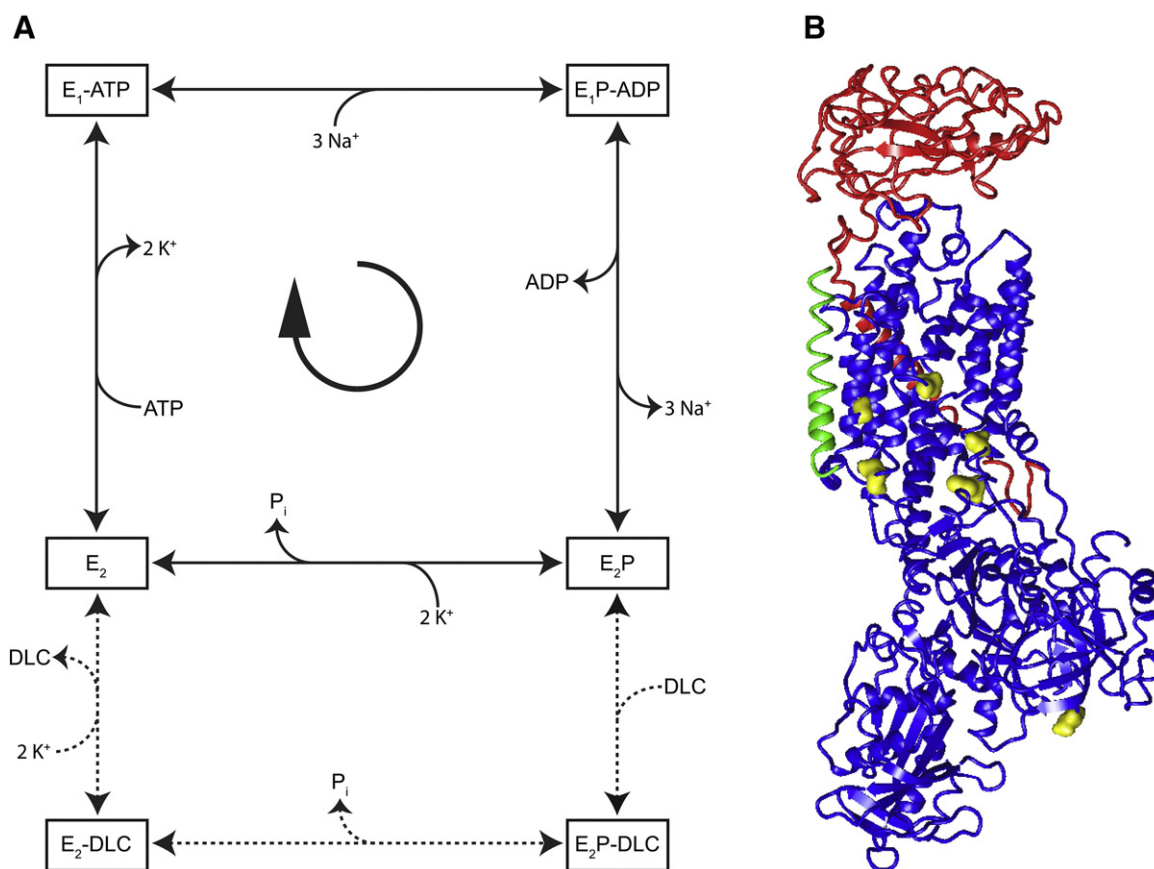 A
B
E₁-ATP
E₁P-ADP
3 Na⁺
2 K⁺
ADP
ATP
3 Na⁺
Pᵢ
E₂
E₂P
2 K⁺
DLC
DLC
2 K⁺
Pᵢ
E₂-DLC
E₂P-DLC